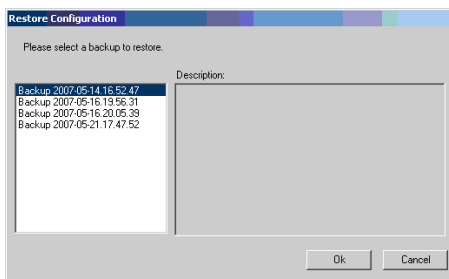 Restore Configuration
Please select a backup to restore.
Description:
Backup 2007-05-14.16.52.47
Backup 2007-05-16.19.56.31
Backup 2007-05-16.20.05.39
Backup 2007-05-21.17.47.52
Ok
Cancel